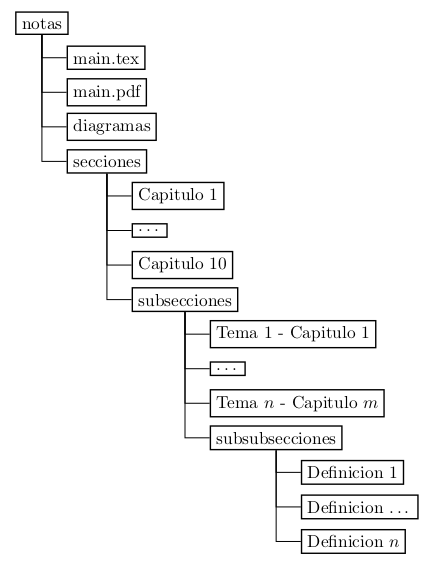 notas
main.tex
main.pdf
diagramas
secciones
Capitulo 1
...
Capitulo 10
subsecciones
Tema 1 - Capitulo 1
...
Tema n - Capitulo m
subsubsecciones
Definicion 1
Definicion ...
Definicion n